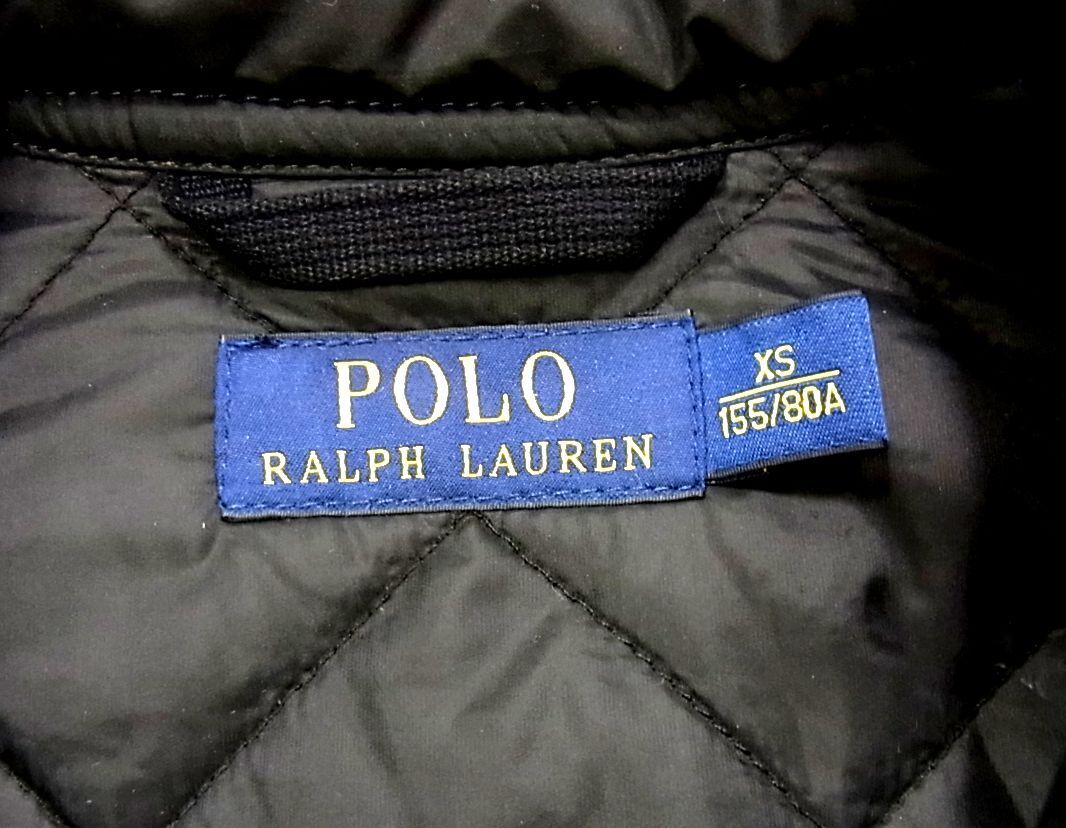 POLO
RALPH LAUREN
XS
155/80A